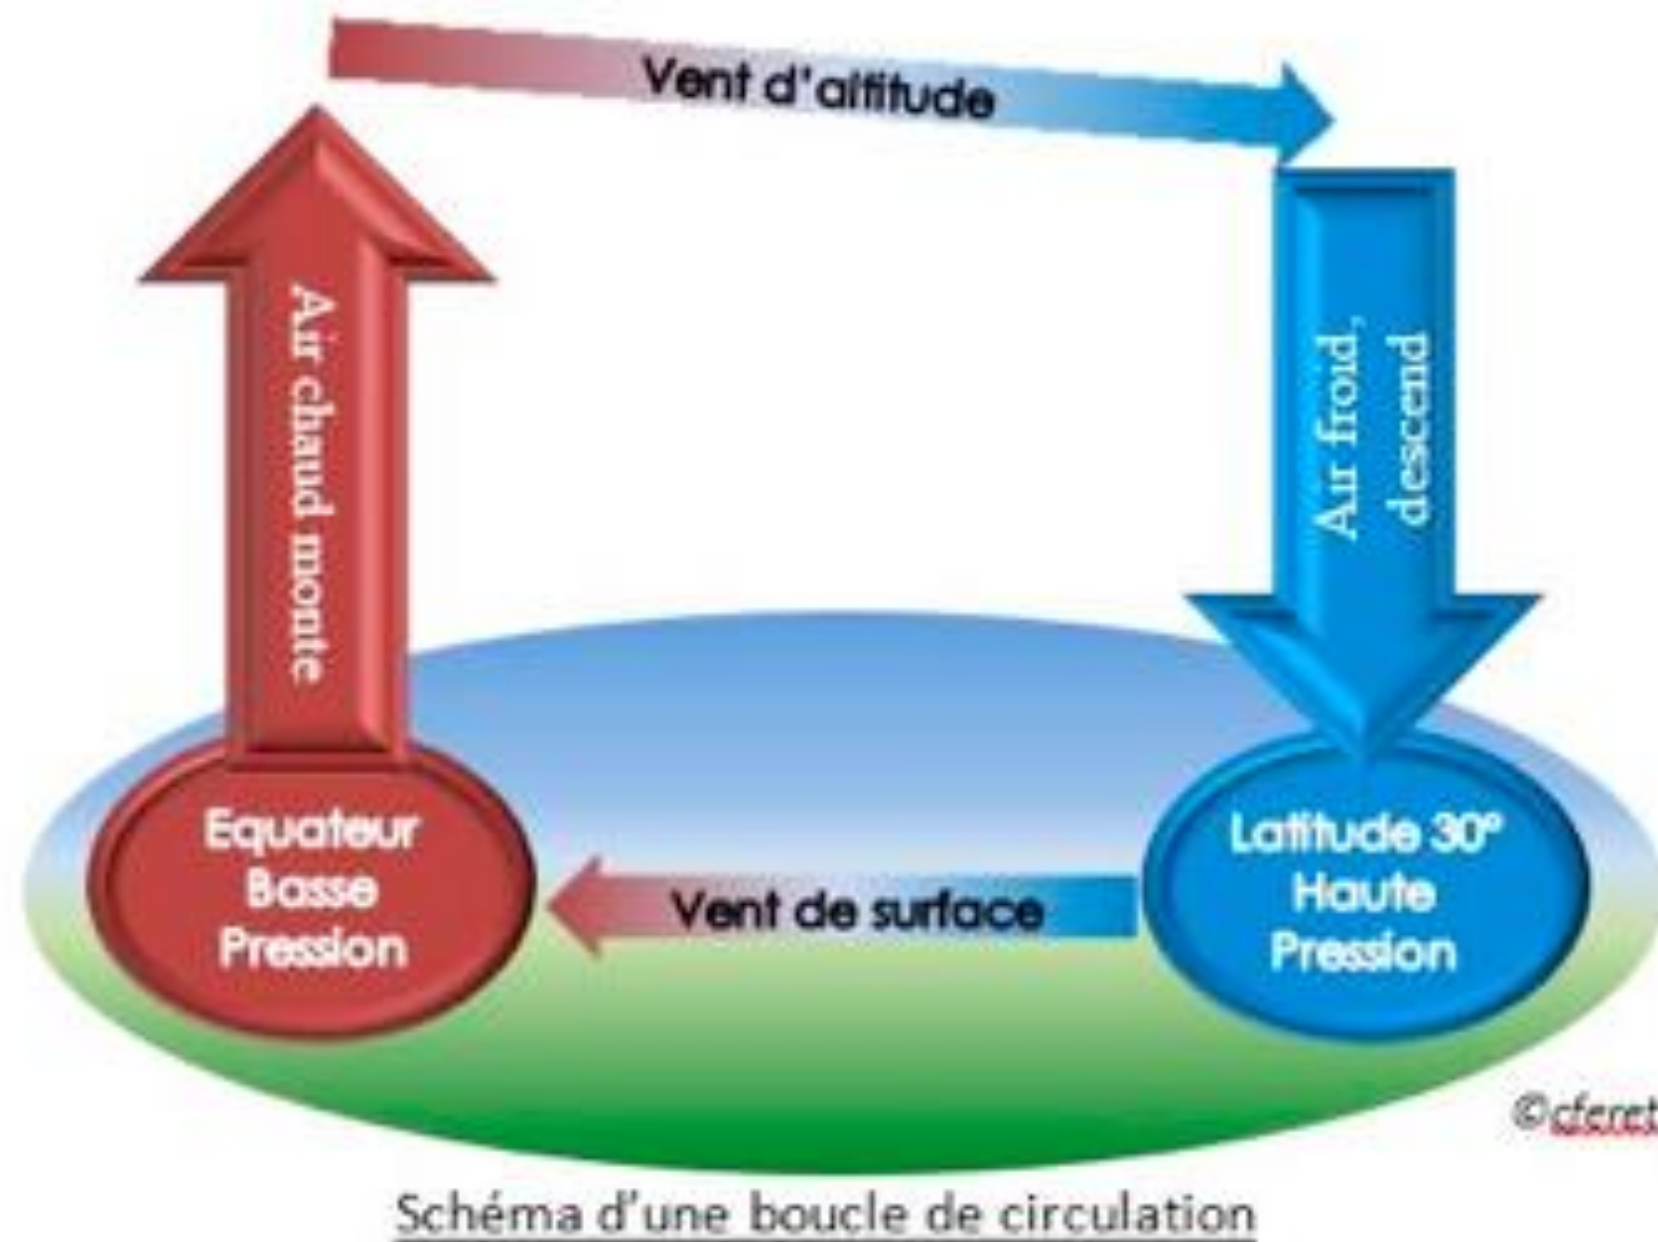 Vent d'altitude
Air chaud monte
Air froid,
descend
Equateur
Basse
Pression
Vent de surface
Latitude 30°
Haute
Pression
©cferet
Schéma d'une boucle de circulation